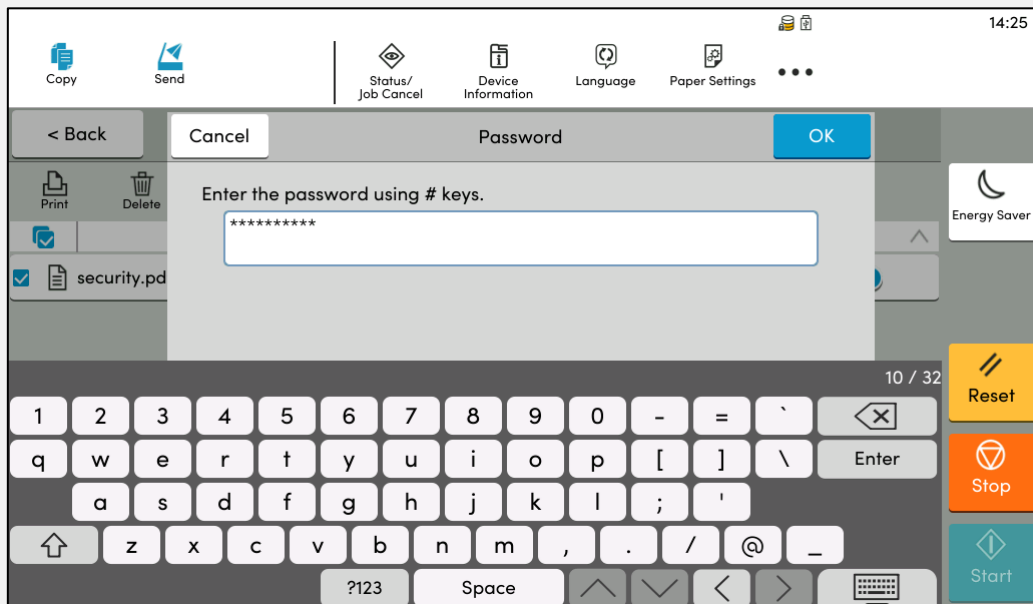 14:25
Copy
Send
Status/
Job Cancel
Device
Information
Language
Paper Settings
< Back
Cancel
Password
OK
Print
Delete
Enter the password using # keys.
**********
security.pd
Energy Saver
10 / 32
Reset
1 2 3 4 5 6 7 8 9 0 - = `
q w e r t y u i o p [ ] \ Enter
Stop
a s d f g h j k l ; '
z x c v b n m , . / @ _
?123 Space
Start